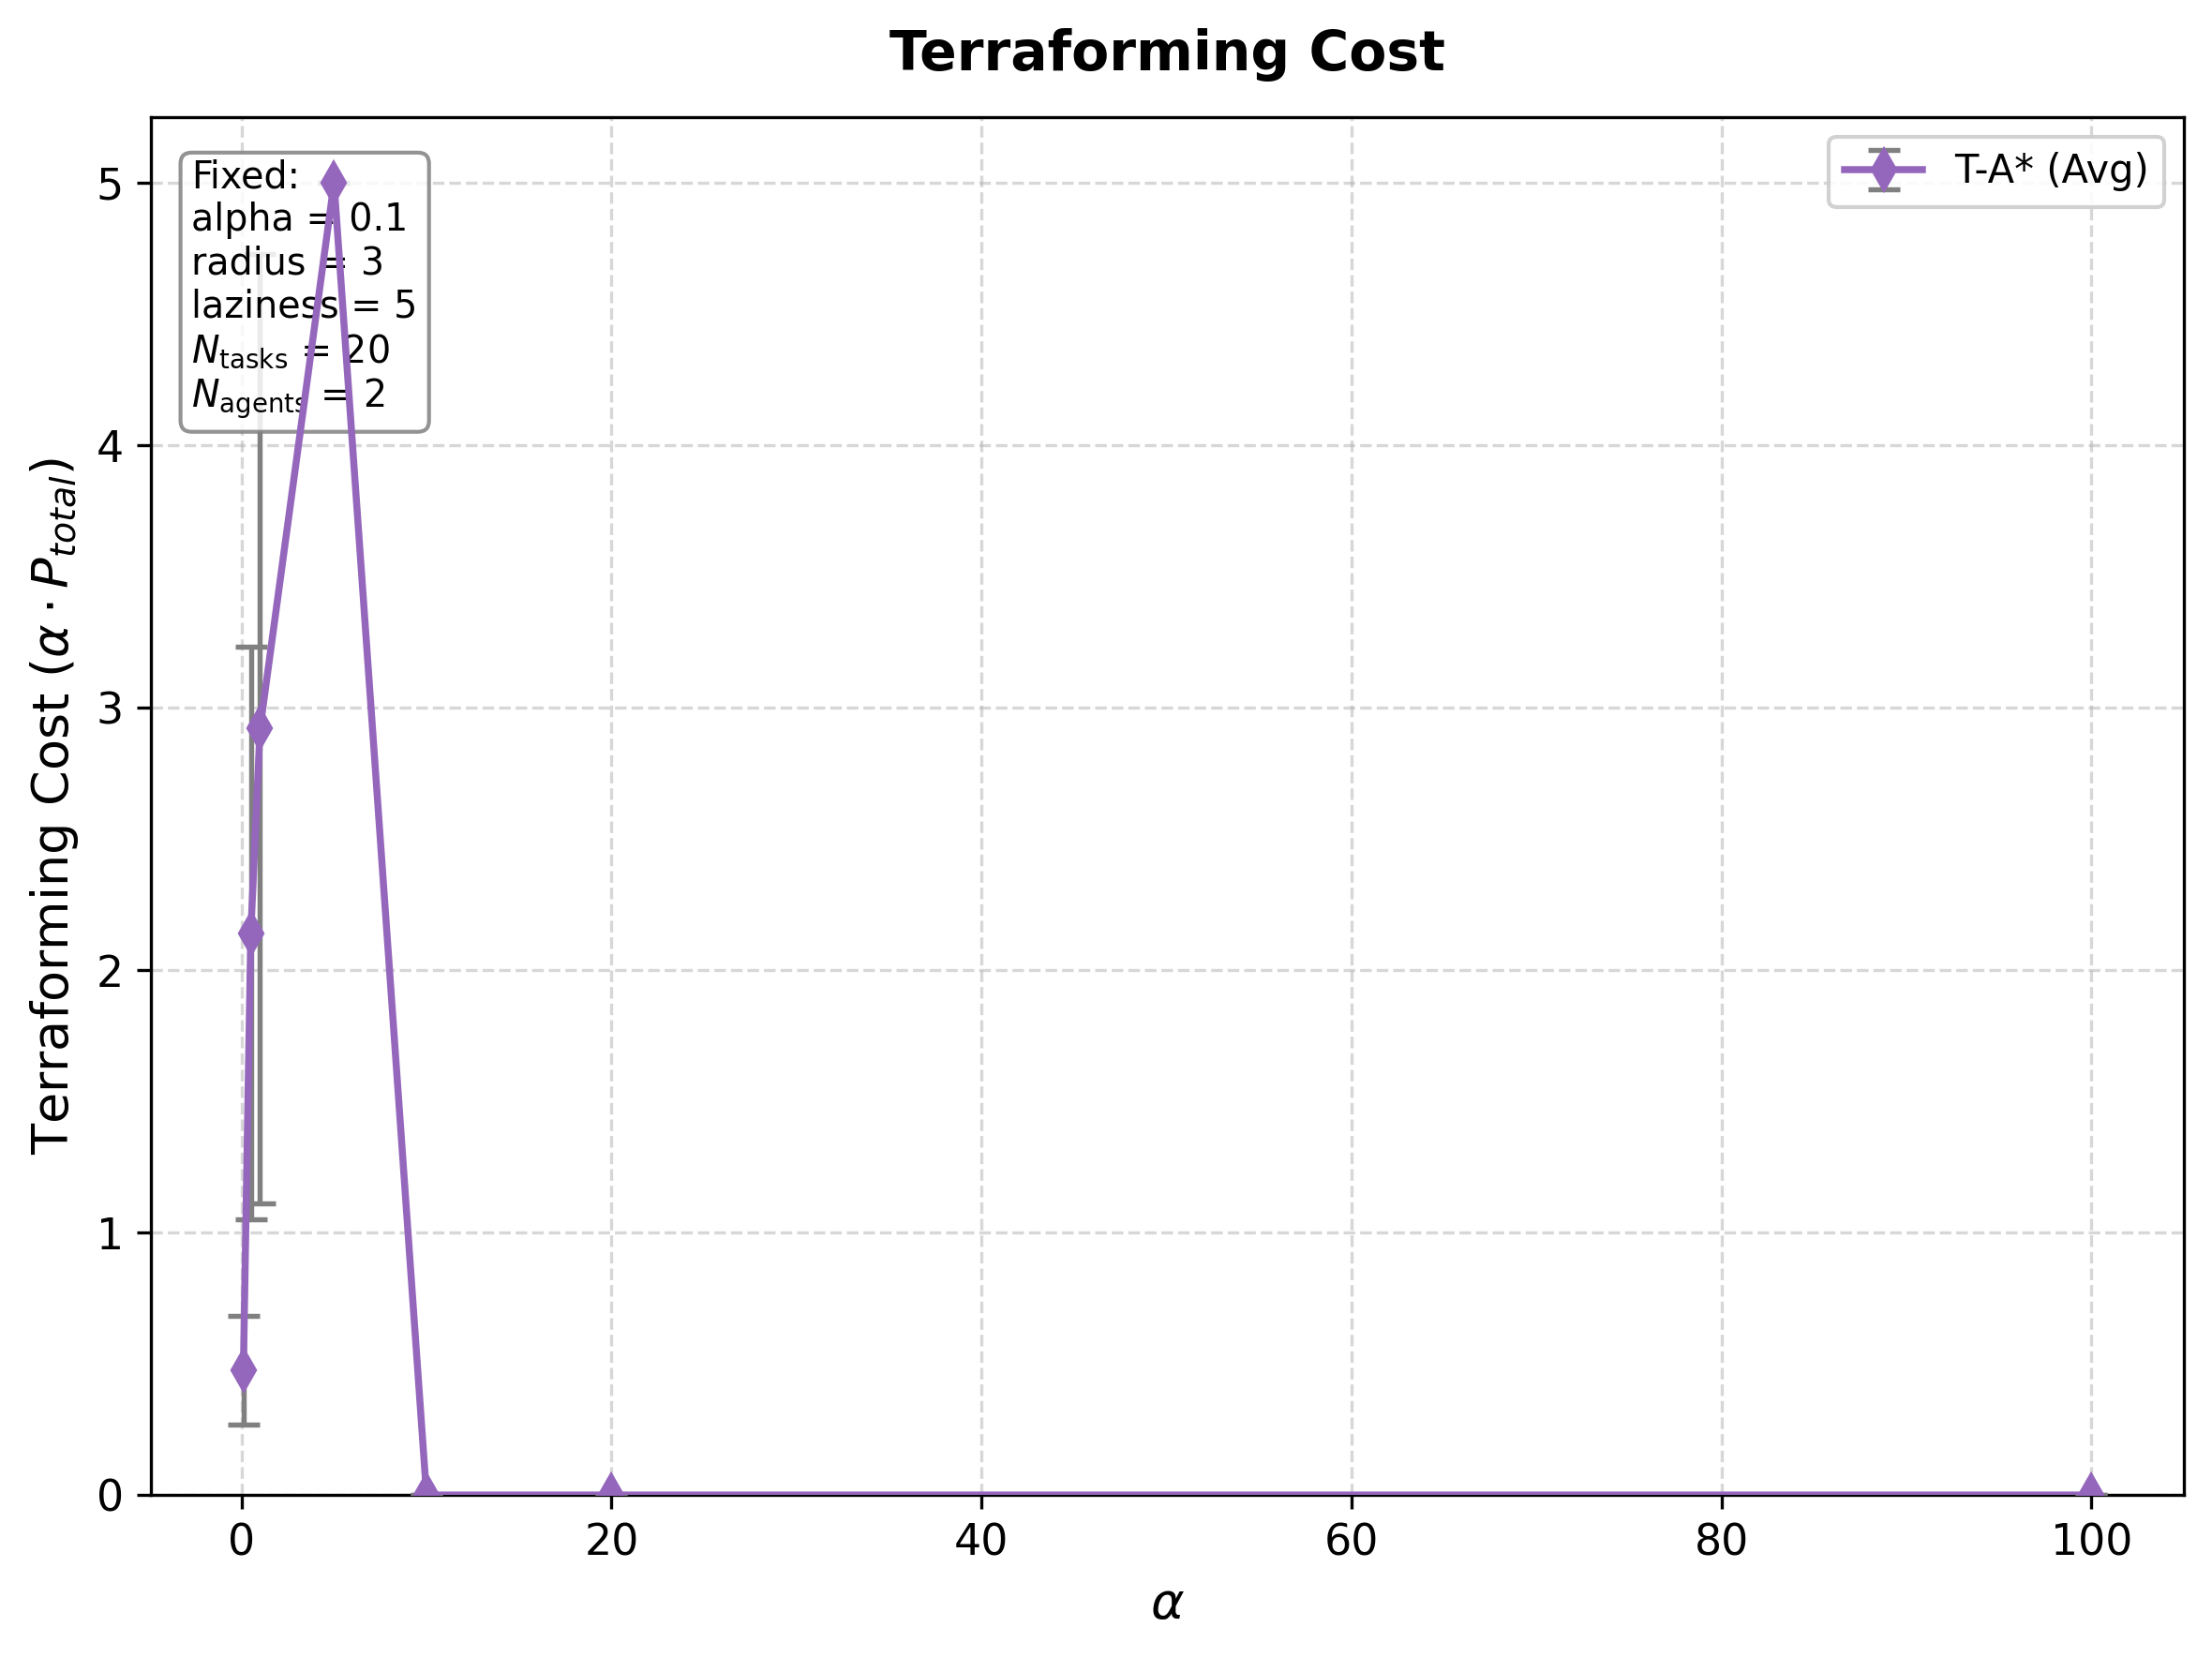 Terraforming Cost
Terraforming Cost (α · P_total)
5
4
3
2
1
0
Fixed:
alpha = 0.1
radius = 3
laziness = 5
N_tasks = 20
N_agents = 2
T-A* (Avg)
0 20 40 60 80 100
α